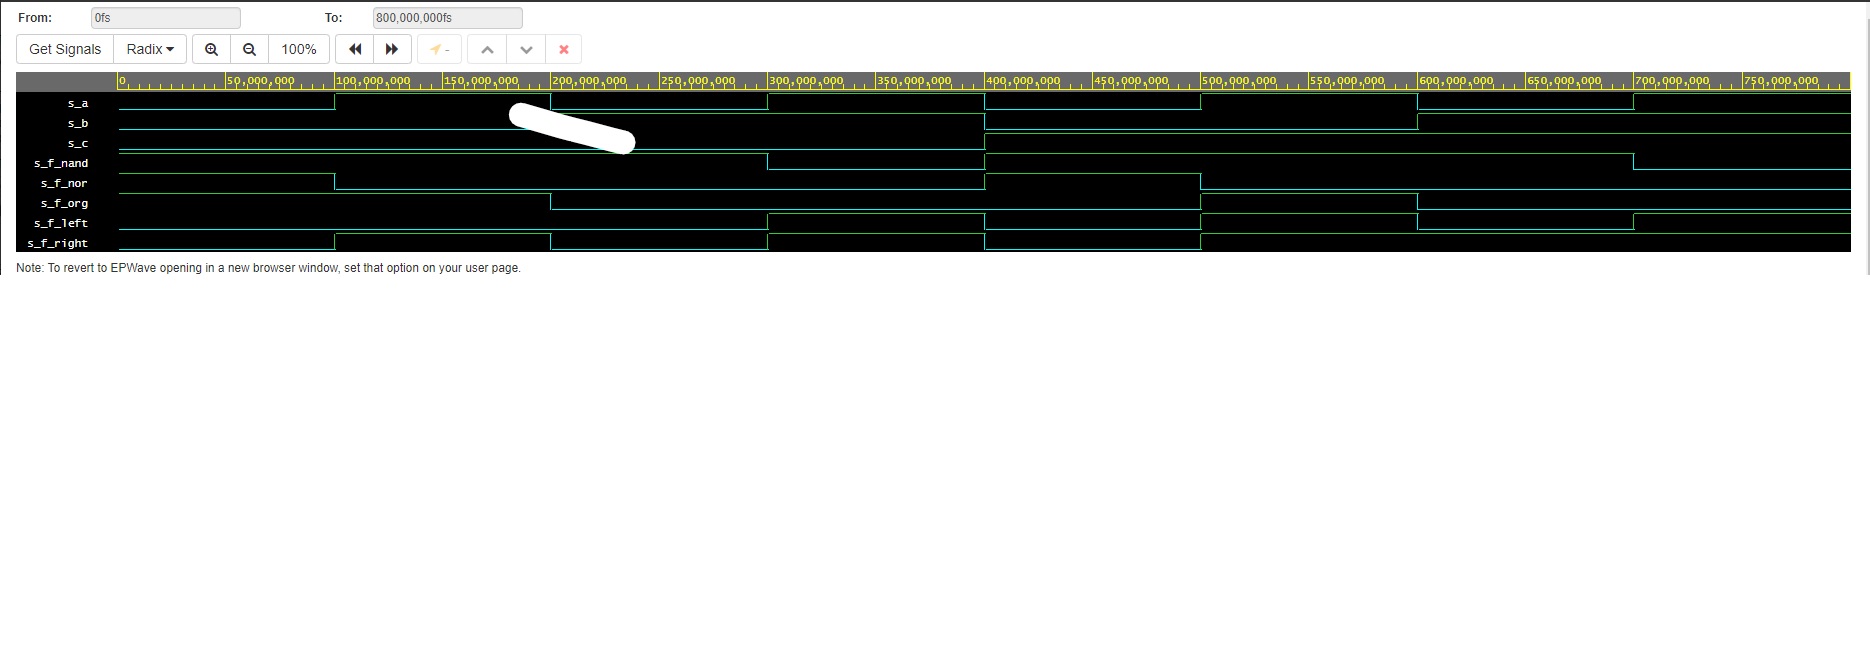 From: 0fs To: 800,000,000fs
Get Signals Radix 100% -
0 50,000,000 100,000,000 150,000,000 200,000,000 250,000,000 300,000,000 350,000,000 400,000,000 450,000,000 500,000,000 550,000,000 600,000,000 650,000,000 700,000,000 750,000,000
s_a
s_b
s_c
s_f_nand
s_f_nor
s_f_org
s_f_left
s_f_right
Note: To revert to EPWave opening in a new browser window, set that option on your user page.